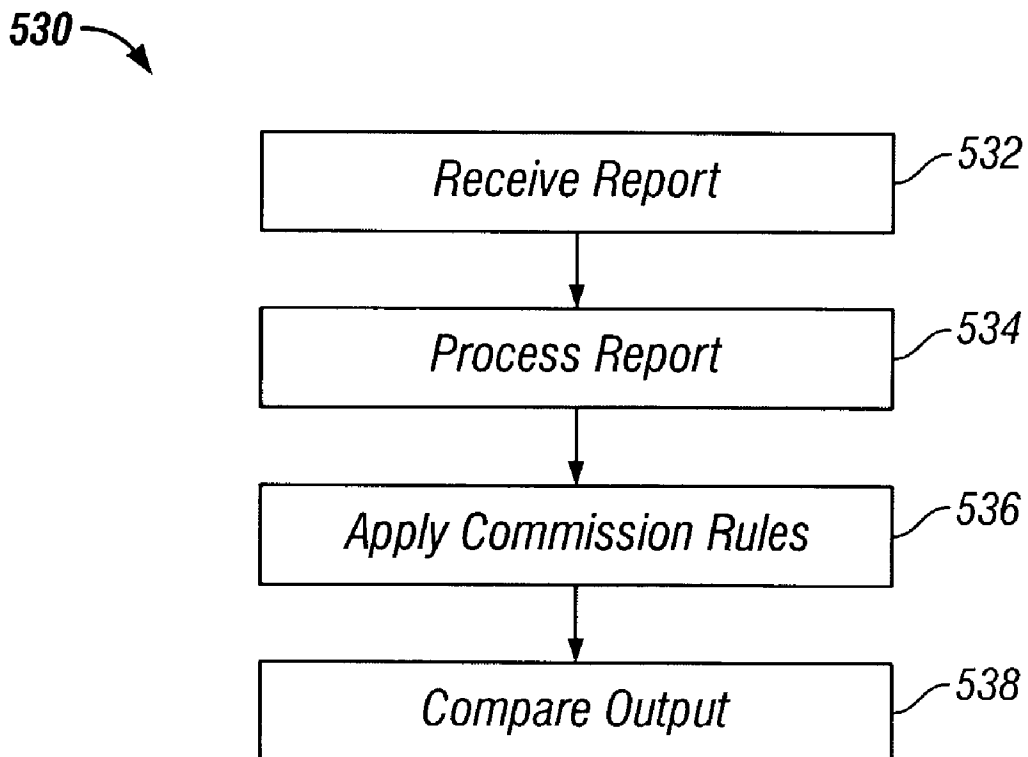 530
Receive Report
532
Process Report
534
Apply Commission Rules
536
Compare Output
538